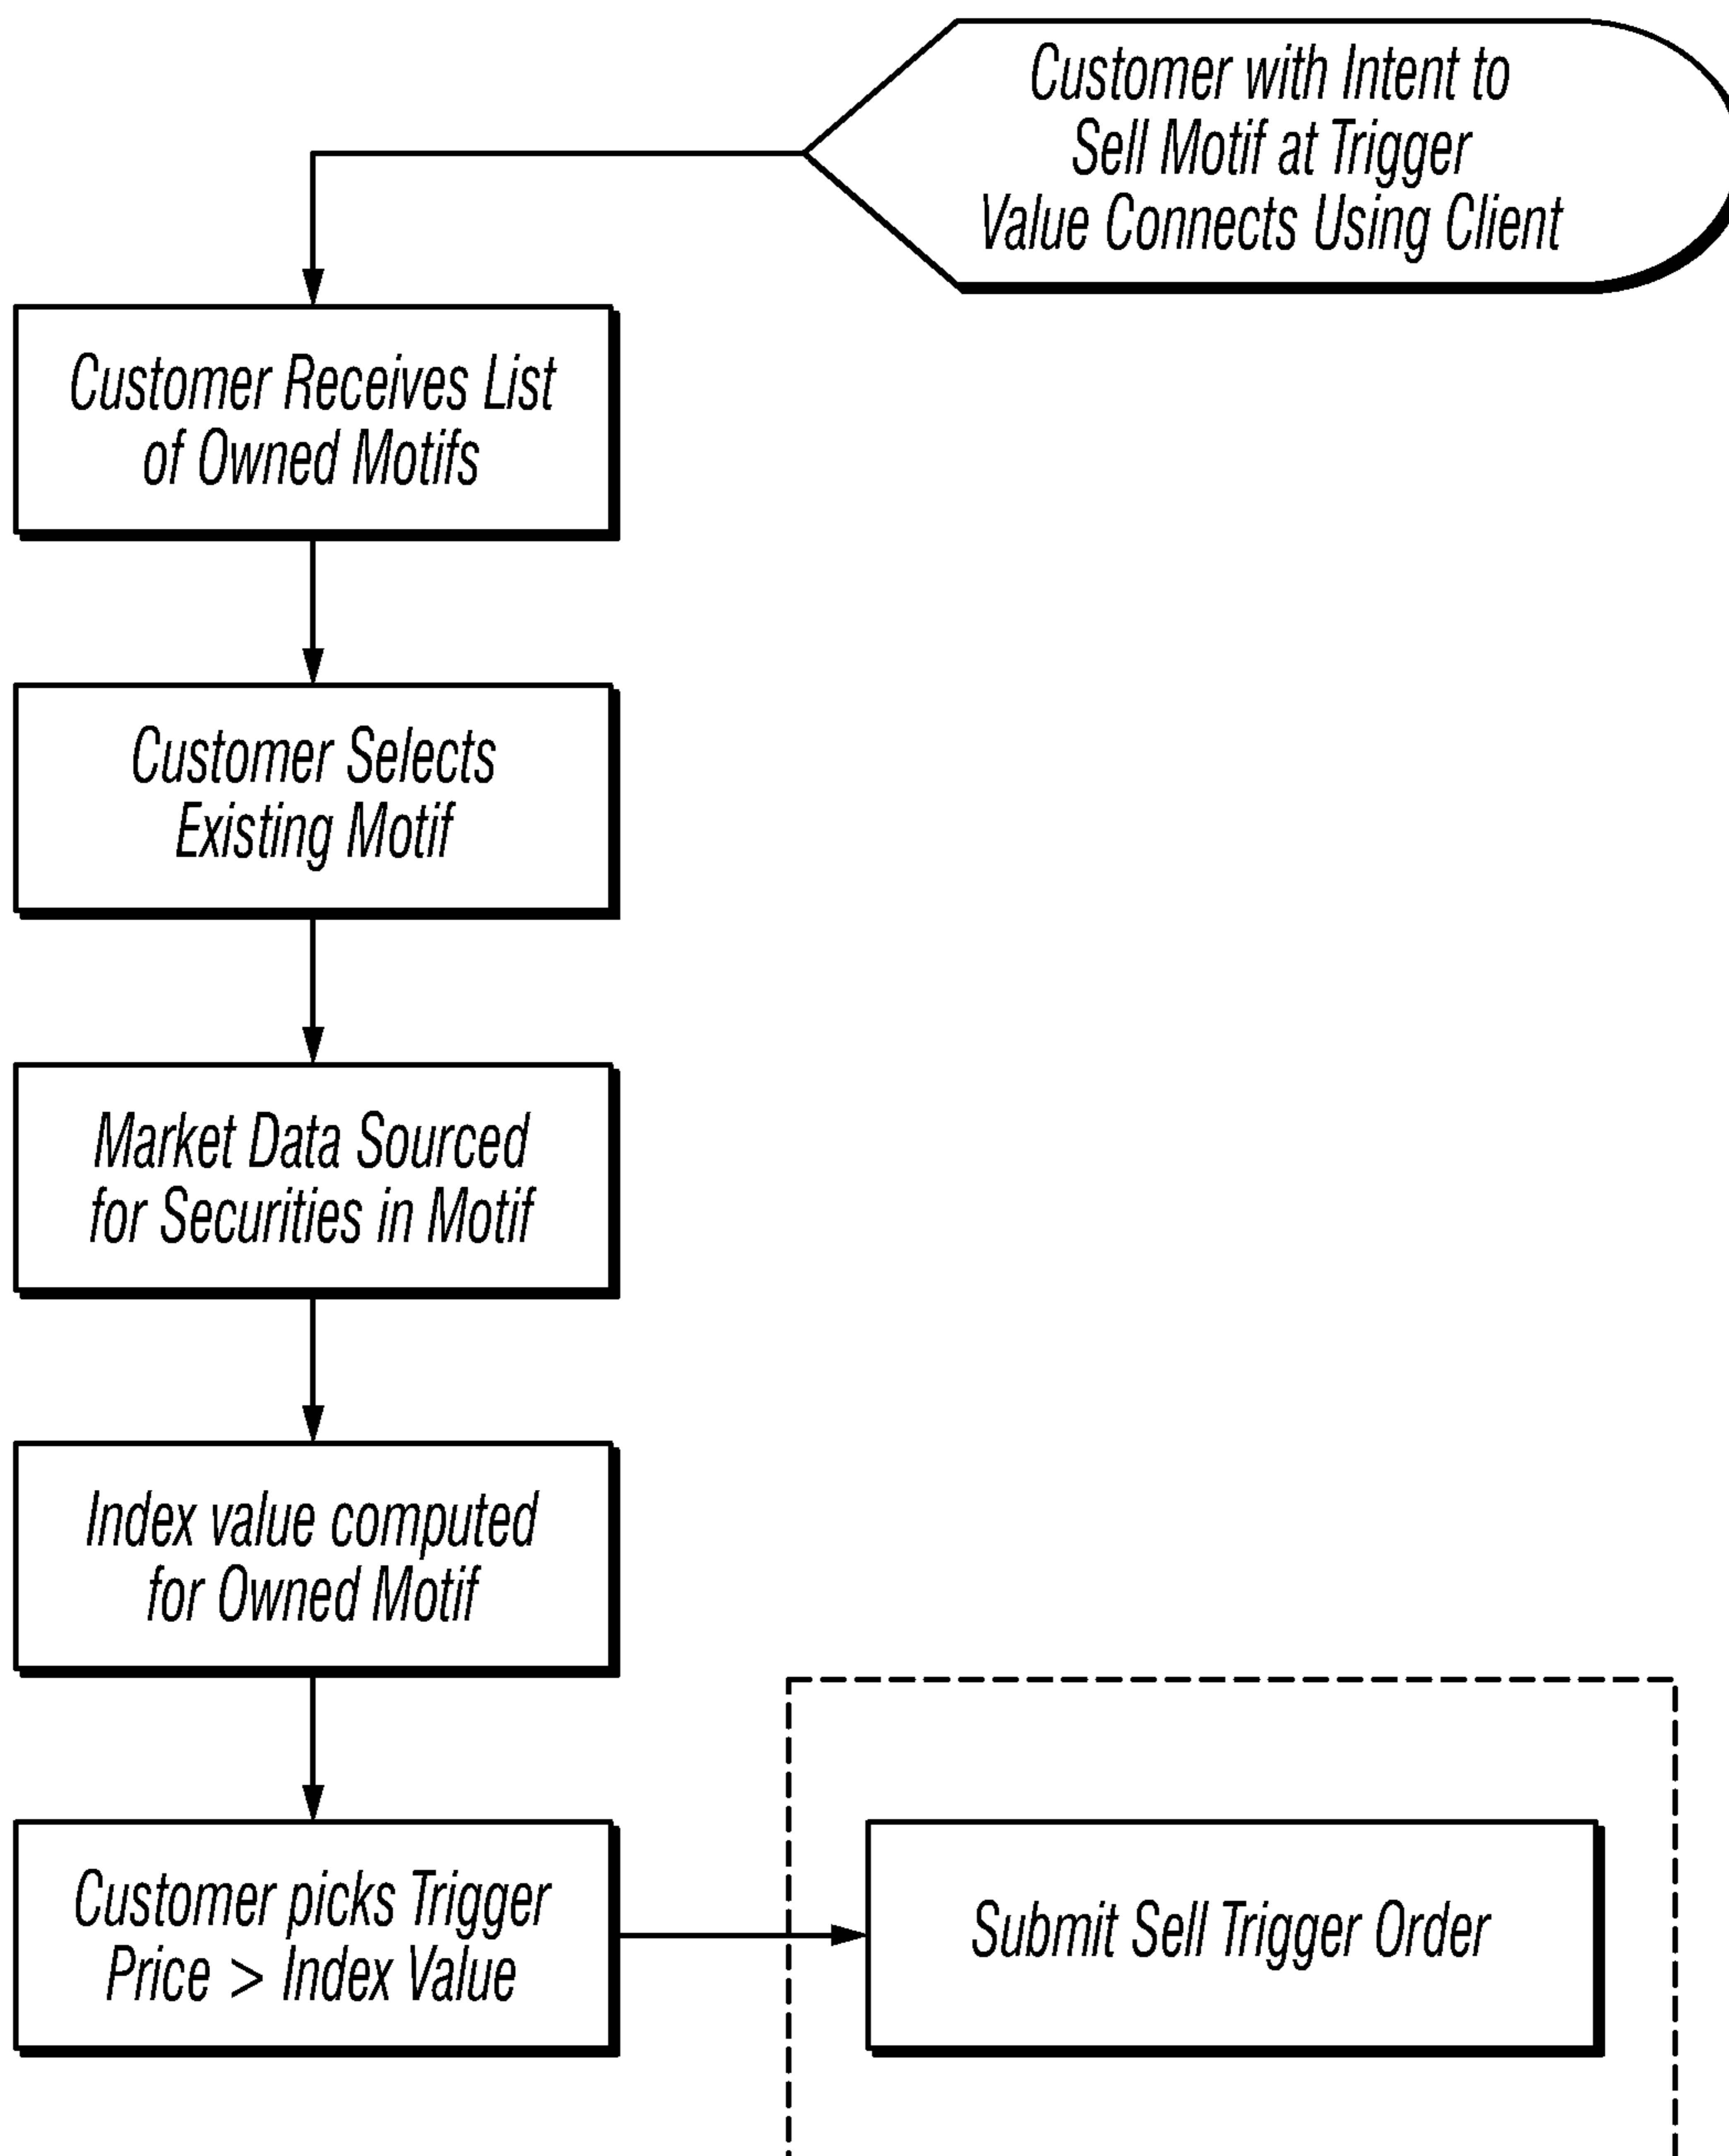 Customer with Intent to
Sell Motif at Trigger
Value Connects Using Client
Customer Receives List
of Owned Motifs
Customer Selects
Existing Motif
Market Data Sourced
for Securities in Motif
Index value computed
for Owned Motif
Customer picks Trigger
Price > Index Value
Submit Sell Trigger Order